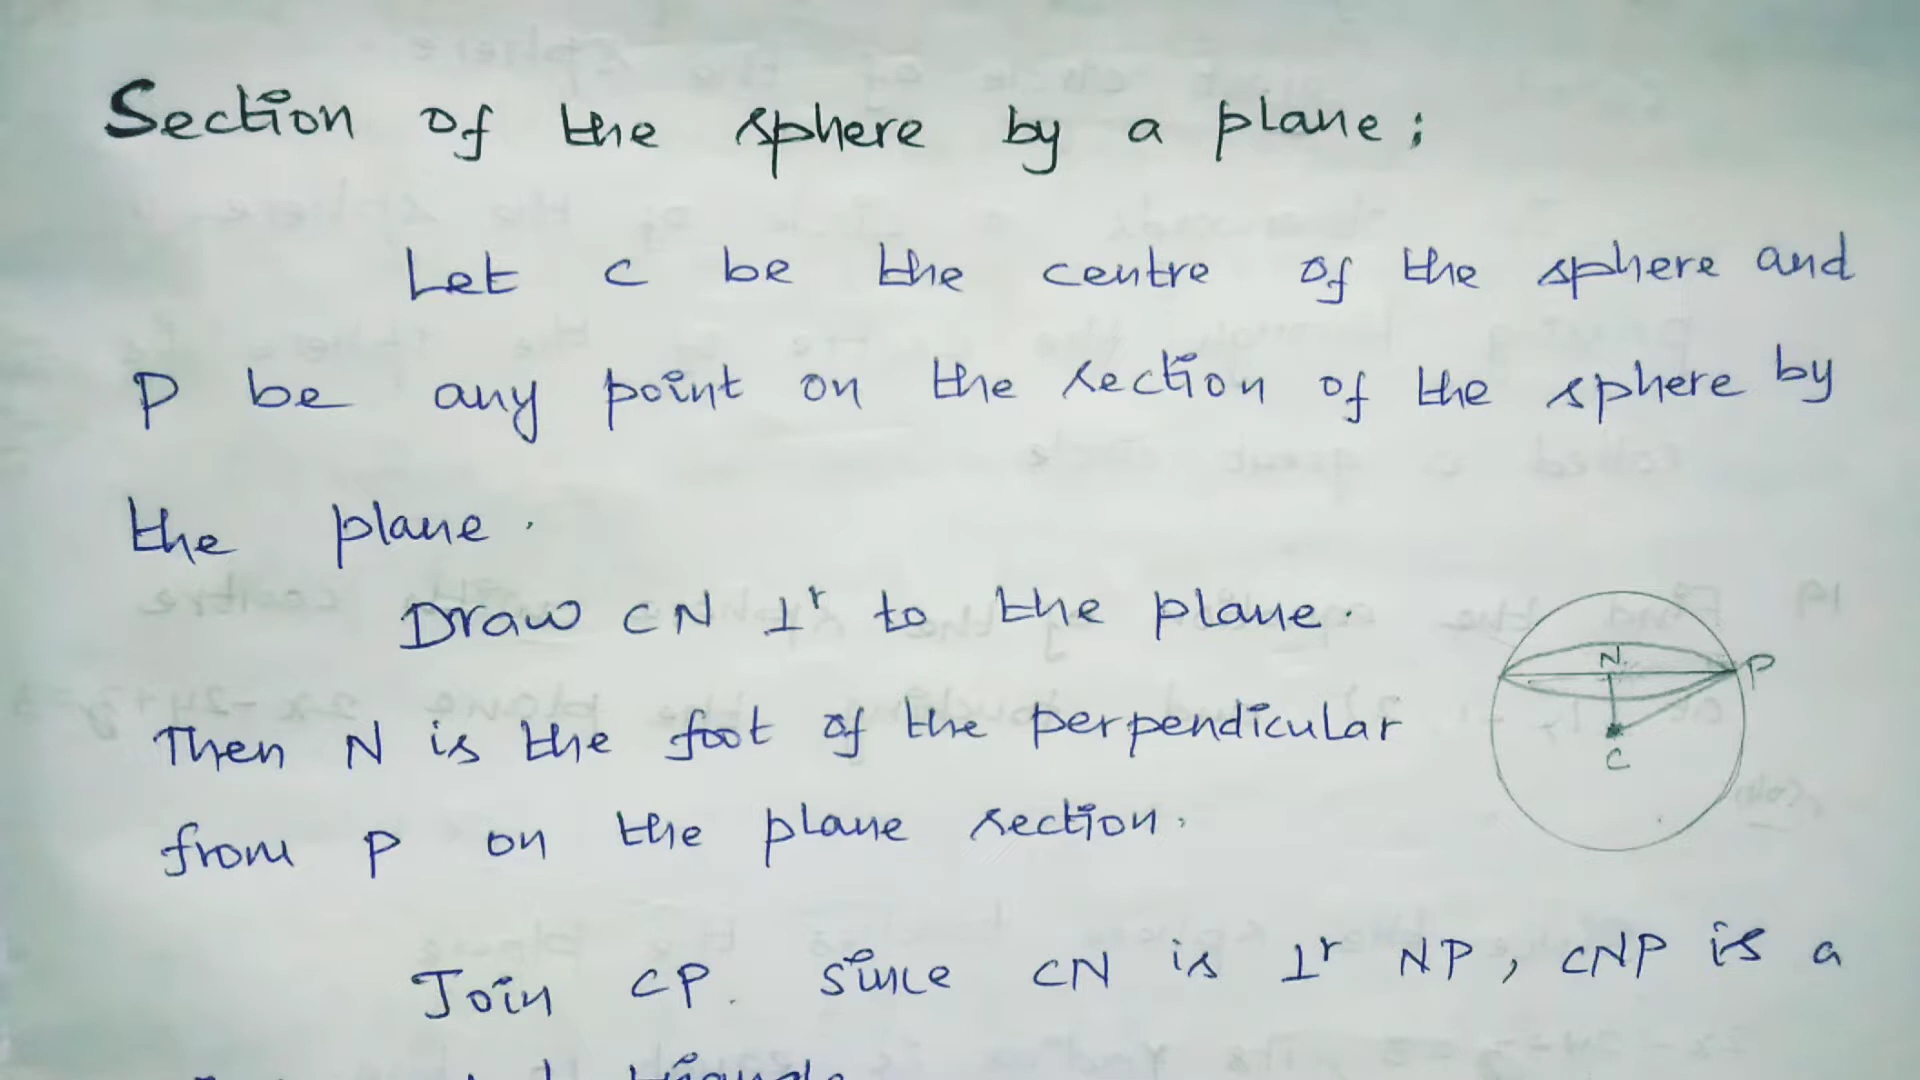 Section of the sphere by a plane;
Let C be the centre of the sphere and
P be any point on the section of the sphere by
the plane.
Draw CN ⊥r to the plane.
Then N is the foot of the perpendicular
from P on the plane section.
N
P
C
Join CP. Since CN is ⊥r NP, CNP is a
triangle